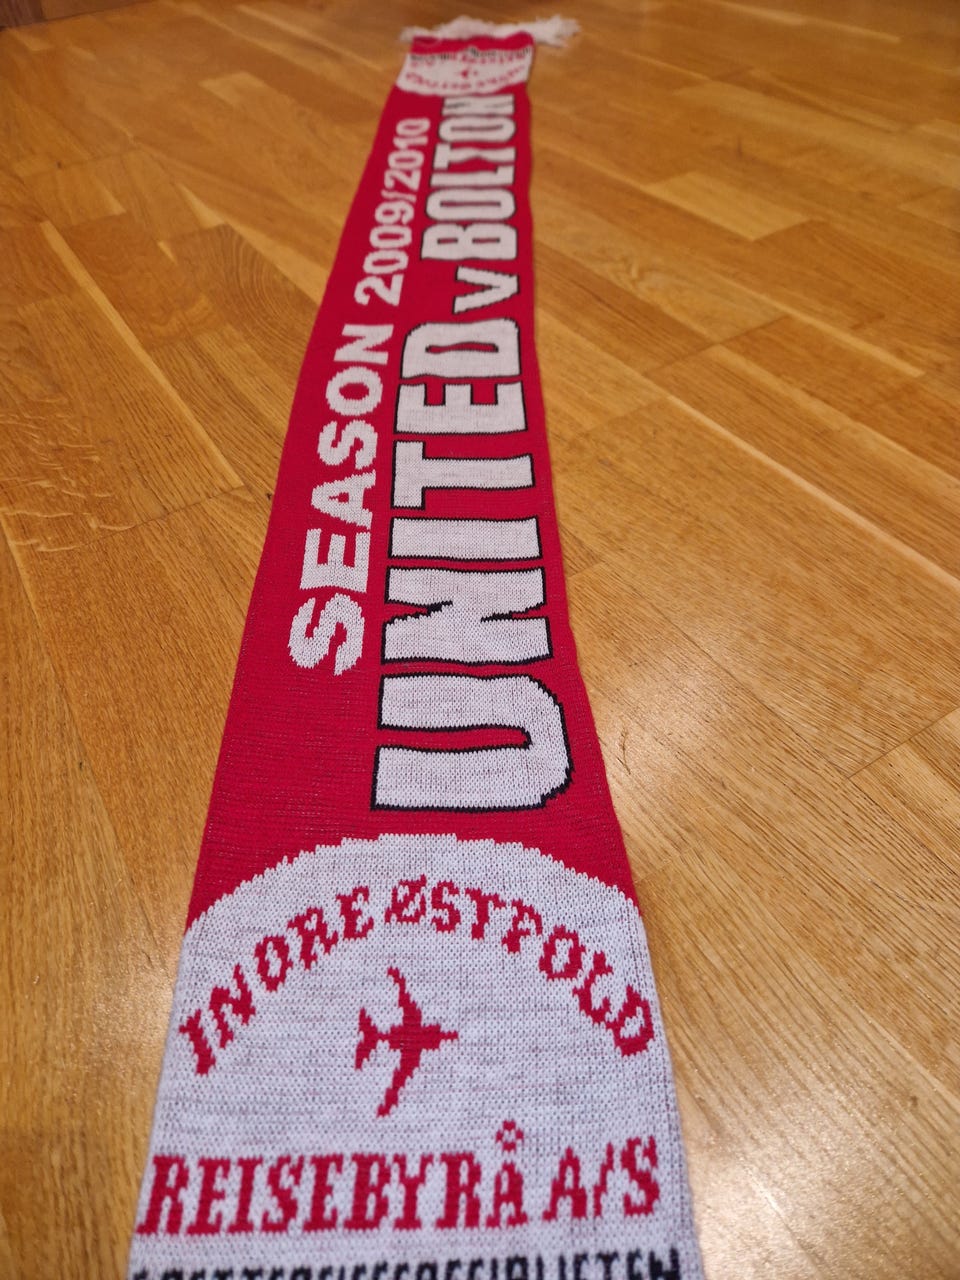 SEASON 2009/2010
UNITED v BOLTON
INDRE ØSTFOLD
REISEBYRÅ A/S